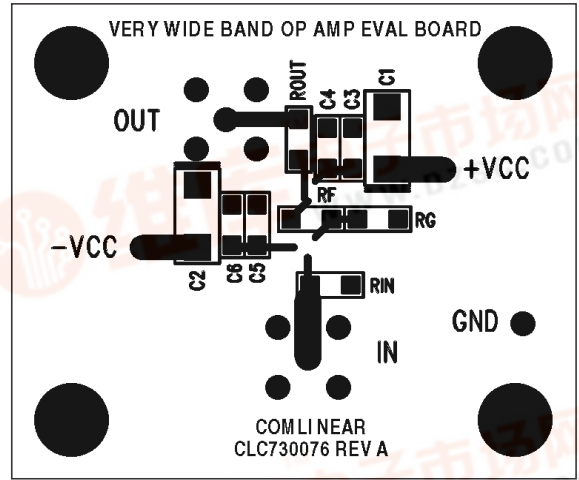 VERY WIDE BAND OP AMP EVAL BOARD
ROUT
C4
C3
C1
OUT
+VCC
RF
RG
-VCC
C2
C6
C5
RIN
GND
IN
COMLINEAR
CLC730076 REV A